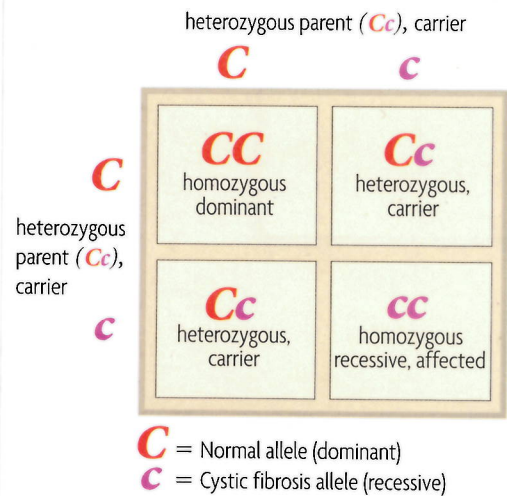 heterozygous parent (Cc), carrier
C c
C
CC
homozygous
dominant
Cc
heterozygous,
carrier
heterozygous
parent (Cc),
carrier
c
Cc
heterozygous,
carrier
cc
homozygous
recessive, affected
C = Normal allele (dominant)
c = Cystic fibrosis allele (recessive)